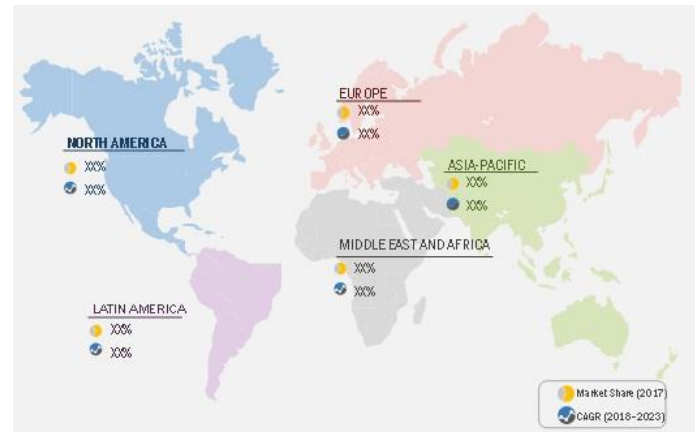 EUROPE
XX%
XX%
NORTH AMERICA
XX%
XX%
ASIA-PACIFIC
XX%
XX%
MIDDLE EAST AND AFRICA
XX%
XX%
LATIN AMERICA
XX%
XX%
Market Share (2017)
CAGR (2018-2023)